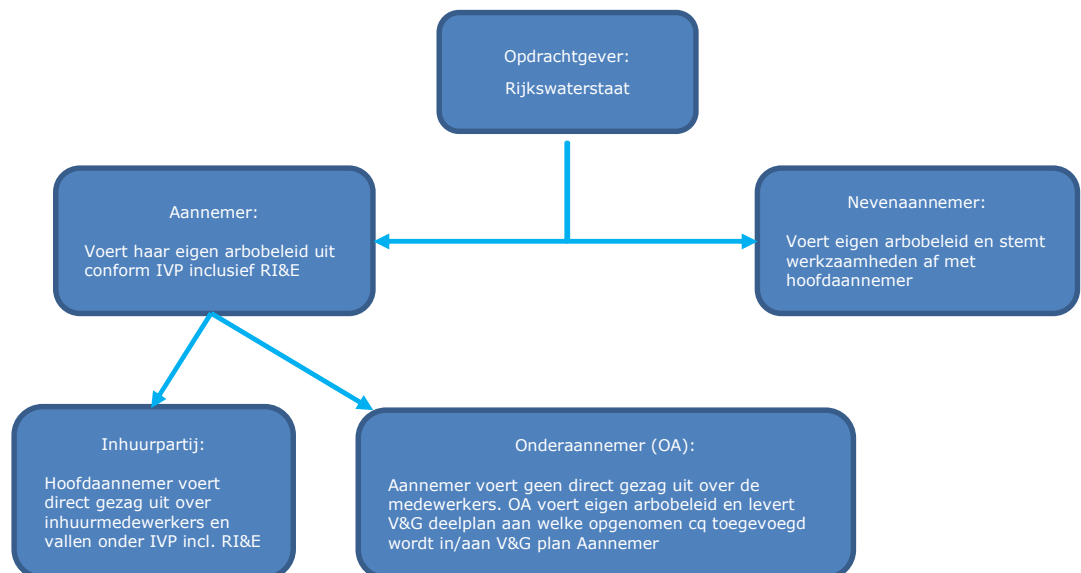 Opdrachtgever:
Rijkswaterstaat
Aannemer:
Voert haar eigen arbobeleid uit
conform IVP inclusief RI&E
Nevenaannemer:
Voert eigen arbobeleid en stemt
werkzaamheden af met
hoofdaannemer
Inhuurpartij:
Hoofdaannemer voert
direct gezag uit over
inhuurmedewerkers en
vallen onder IVP incl. RI&E
Onderaannemer (OA):
Aannemer voert geen direct gezag uit over de
medewerkers. OA voert eigen arbobeleid en levert
V&G deelplan aan welke opgenomen cq toegevoegd
wordt in/aan V&G plan Aannemer